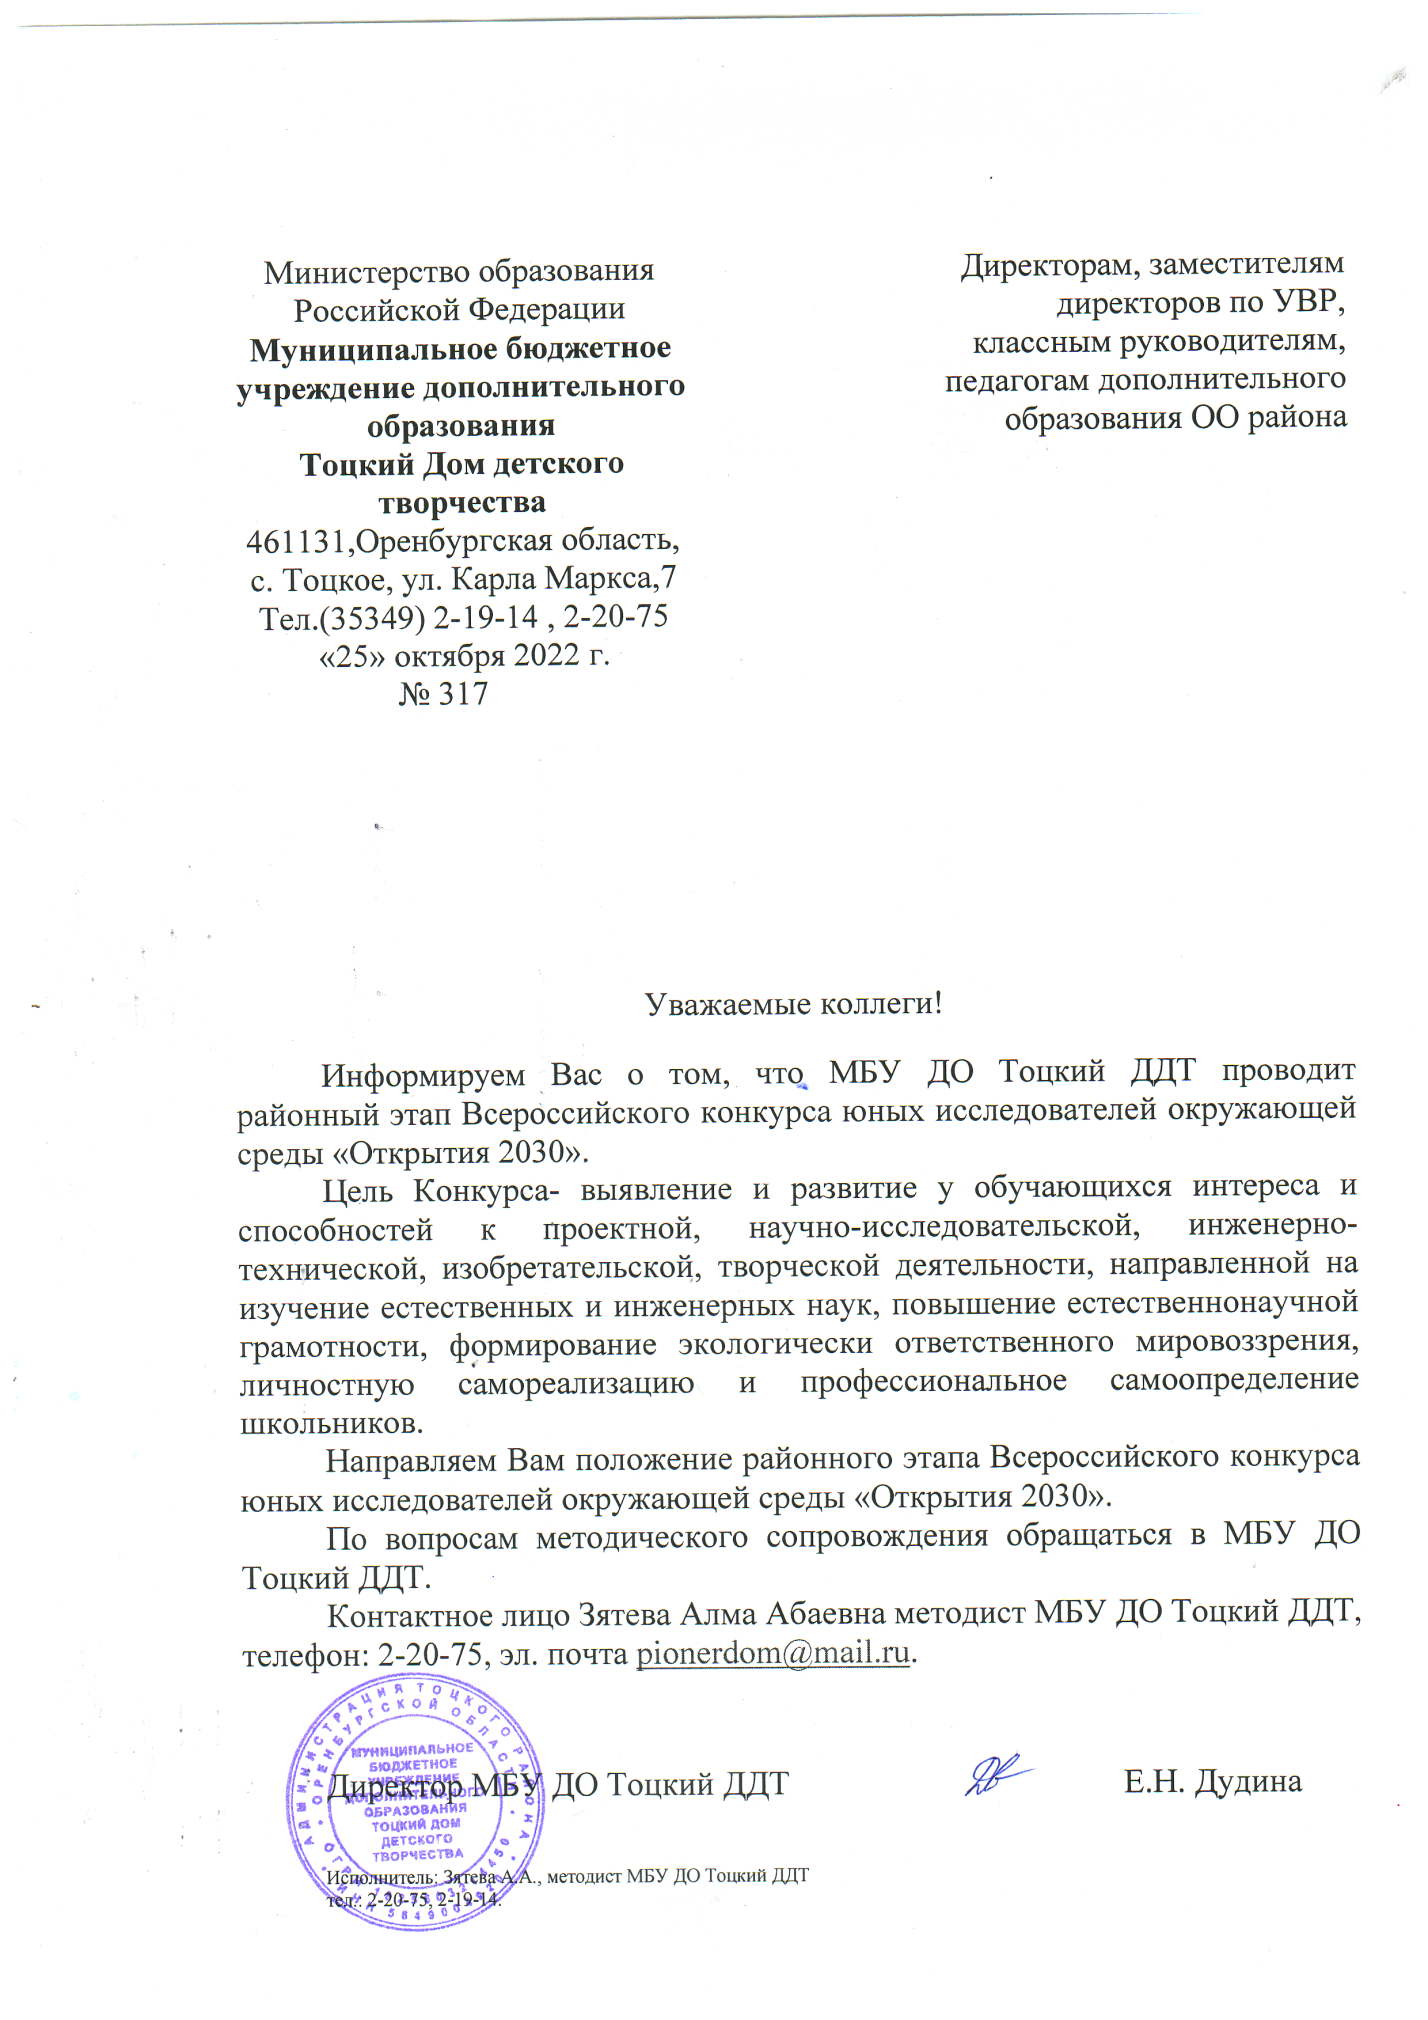 Министерство образования
Российской Федерации
Муниципальное бюджетное
учреждение дополнительного
образования
Тоцкий Дом детского
творчества
461131,Оренбургская область,
с. Тоцкое, ул. Карла Маркса,7
Тел.(35349) 2-19-14 , 2-20-75
«25» октября 2022 г.
№ 317
Директорам, заместителям
директоров по УВР,
классным руководителям,
педагогам дополнительного
образования ОО района
Уважаемые коллеги!
Информируем Вас о том, что МБУ ДО Тоцкий ДДТ проводит
районный этап Всероссийского конкурса юных исследователей окружающей
среды «Открытия 2030».
Цель Конкурса- выявление и развитие у обучающихся интереса и
способностей к проектной, научно-исследовательской, инженерно-
технической, изобретательской, творческой деятельности, направленной на
изучение естественных и инженерных наук, повышение естественнонаучной
грамотности, формирование экологически ответственного мировоззрения,
личностную самореализацию и профессиональное самоопределение
школьников.
Направляем Вам положение районного этапа Всероссийского конкурса
юных исследователей окружающей среды «Открытия 2030».
По вопросам методического сопровождения обращаться в МБУ ДО
Тоцкий ДДТ.
Контактное лицо Зятева Алма Абаевна методист МБУ ДО Тоцкий ДДТ,
телефон: 2-20-75, эл. почта pionerdom@mail.ru.
Директор МБУ ДО Тоцкий ДДТ Е.Н. Дудина
АДМИНИСТРАЦИЯ ТОЦКОГО РАЙОНА
ОРЕНБУРГСКОЙ ОБЛАСТИ
МУНИЦИПАЛЬНОЕ
БЮДЖЕТНОЕ
УЧРЕЖДЕНИЕ
ДОПОЛНИТЕЛЬНОГО
ОБРАЗОВАНИЯ
ТОЦКИЙ ДОМ
ДЕТСКОГО
ТВОРЧЕСТВА
Исполнитель: Зятева А.А., методист МБУ ДО Тоцкий ДДТ
тел.: 2-20-75, 2-19-14.